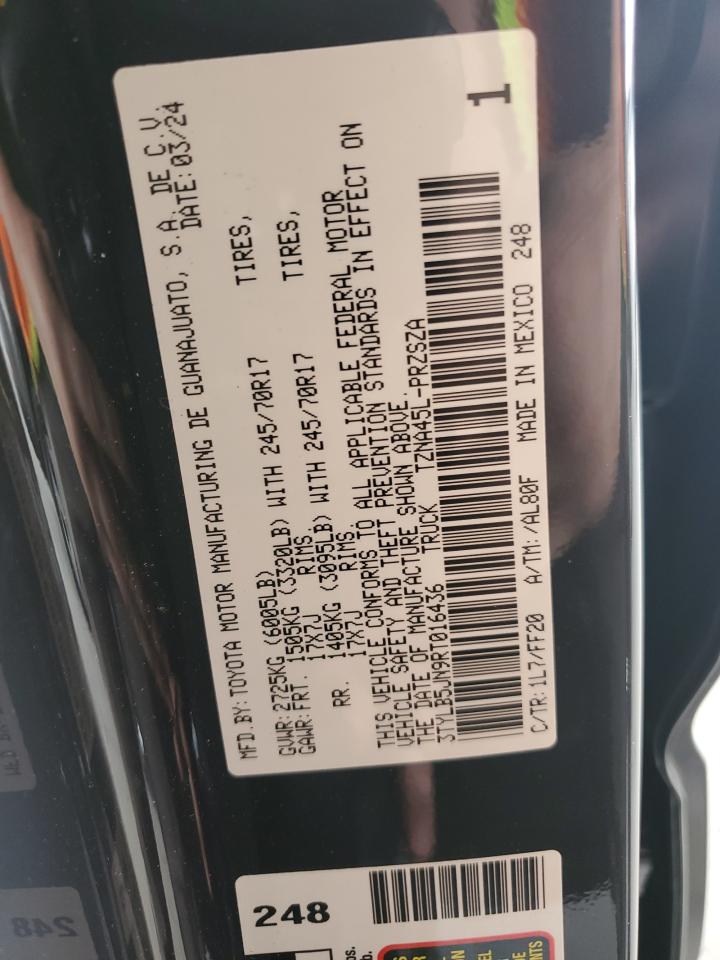 MFD.BY:TOYOTA MOTOR MANUFACTURING DE GUANAJUATO, S.A. DE C.V.
DATE:03/24
GVWR:2725KG (6005LB)
GAWR:FRT. 1505KG (3320LB) WITH 245/70R17 TIRES,
17X7J RIMS.
RR. 1405KG (3095LB) WITH 245/70R17 TIRES,
17X7J RIMS.
THIS VEHICLE CONFORMS TO ALL APPLICABLE FEDERAL MOTOR
VEHICLE SAFETY AND THEFT PREVENTION STANDARDS IN EFFECT ON
THE DATE OF MANUFACTURE SHOWN ABOVE.
3TYLB5JN9RT016436 TRUCK TZNA45L-PRZSZA
C/TR:1L7/FF20 A/TM:/AL80F MADE IN MEXICO 248
1
248